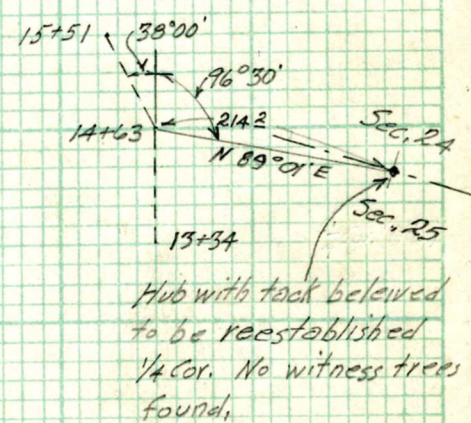 15+51
38°00'
96°30'
214.2
14+63
N 89°01' E
Sec. 24
Sec. 25
13+34
Hub with tack beleived
to be reestablished
1/4 Cor. No witness trees
found.